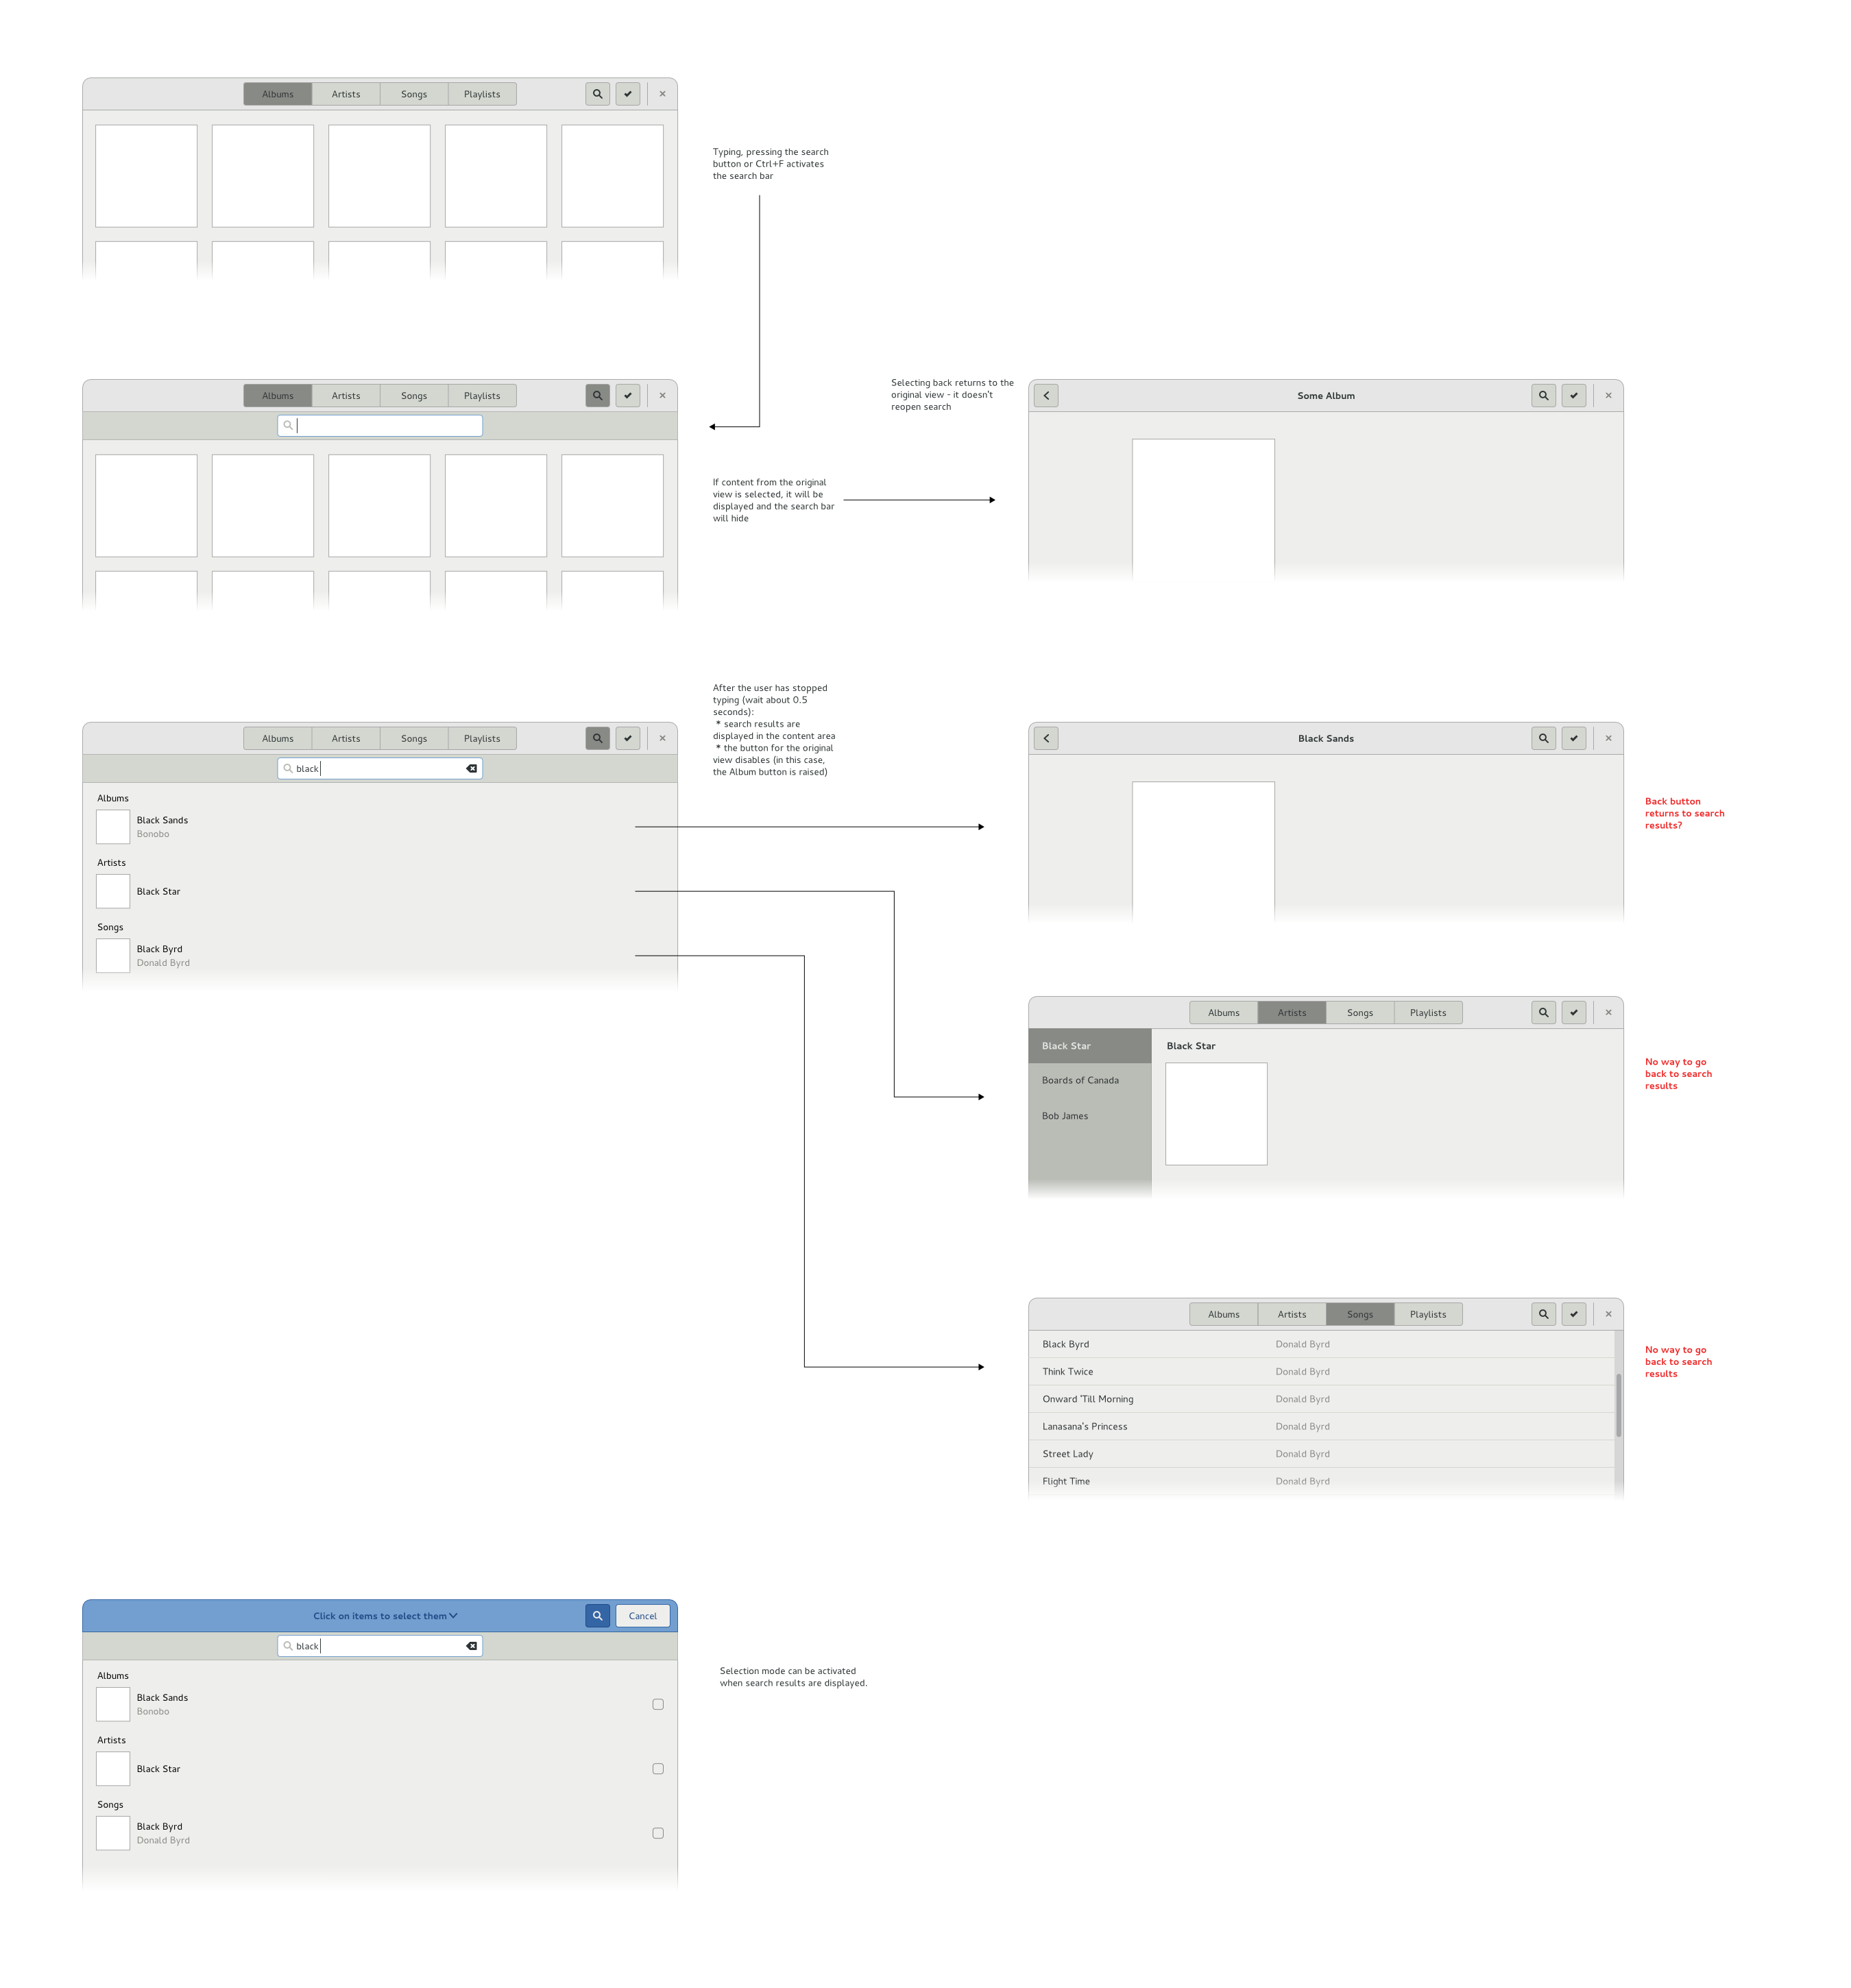 Albums Artists Songs Playlists
Typing, pressing the search
button or Ctrl+F activates
the search bar
Albums Artists Songs Playlists
Selecting back returns to the
original view - it doesn't
reopen search
Some Album
If content from the original
view is selected, it will be
displayed and the search bar
will hide
After the user has stopped
typing (wait about 0.5
seconds):
* search results are
displayed in the content area
* the button for the original
view disables (in this case,
the Album button is raised)
Albums Artists Songs Playlists
black
Albums
Black Sands
Bonobo
Artists
Black Star
Songs
Black Byrd
Donald Byrd
Black Sands
Back button
returns to search
results?
Albums Artists Songs Playlists
Black Star
Boards of Canada
Bob James
Black Star
No way to go
back to search
results
Albums Artists Songs Playlists
Black Byrd Donald Byrd
Think Twice Donald Byrd
Onward 'Till Morning Donald Byrd
Lanasana's Princess Donald Byrd
Street Lady Donald Byrd
Flight Time Donald Byrd
No way to go
back to search
results
Click on items to select them
Cancel
black
Albums
Black Sands
Bonobo
Artists
Black Star
Songs
Black Byrd
Donald Byrd
Selection mode can be activated
when search results are displayed.